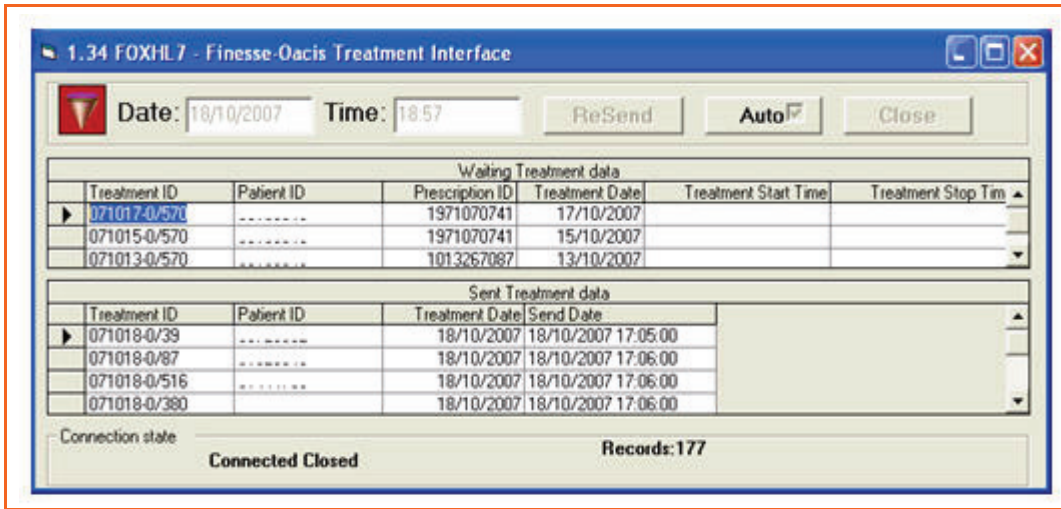 1.34 FOXHL7 - Finesse-Oacis Treatment Interface
Date: 18/10/2007 Time: 18:57 ReSend Auto Close
Waiting Treatment data
Treatment ID Patient ID Prescription ID Treatment Date Treatment Start Time Treatment Stop Tim
071017-0/570 1971070741 17/10/2007
071015-0/570 1971070741 15/10/2007
071013-0/570 1013267087 13/10/2007
Sent Treatment data
Treatment ID Patient ID Treatment Date Send Date
071018-0/39 18/10/2007 18/10/2007 17:05:00
071018-0/87 18/10/2007 18/10/2007 17:06:00
071018-0/516 18/10/2007 18/10/2007 17:06:00
071018-0/380 18/10/2007 18/10/2007 17:06:00
Connection state
Connected Closed Records:177